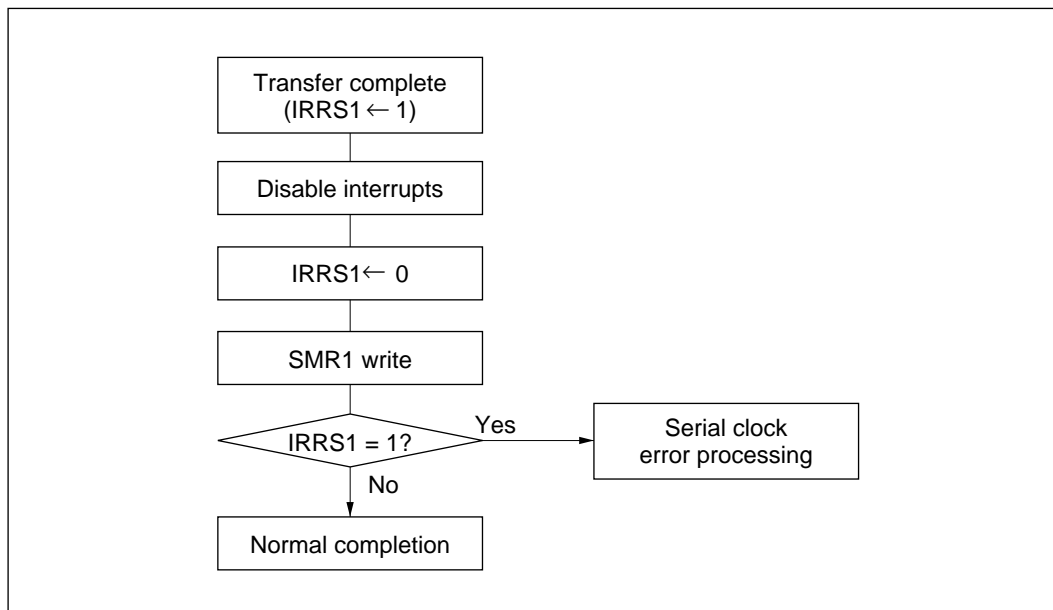 Transfer complete
(IRRS1 ← 1)
Disable interrupts
IRRS1← 0
SMR1 write
IRRS1 = 1?
Yes
Serial clock
error processing
No
Normal completion